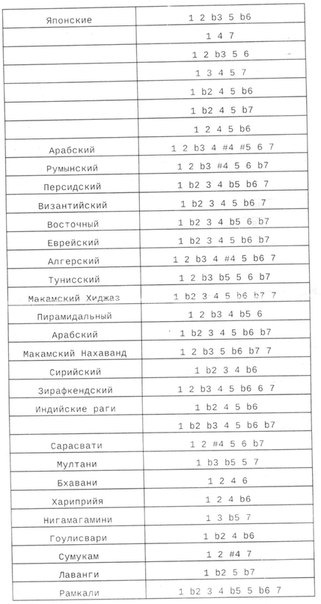 Японские 1 2 b3 5 b6
1 4 7
1 2 b3 5 6
1 3 4 5 7
1 b2 4 5 b6
1 b2 4 5 b7
1 2 4 5 b6
Арабский 1 2 b3 4 #4 #5 6 7
Румынский 1 2 b3 #4 5 6 b7
Персидский 1 b2 3 4 b5 b6 7
Византийский 1 b2 3 4 5 b6 7
Восточный 1 b2 3 4 b5 6 b7
Еврейский 1 b2 3 4 5 b6 b7
Алгерский 1 2 b3 4 #4 5 b6 7
Тунисский 1 2 b3 b5 5 6 b7
Макамский Хиджаз 1 b2 3 4 5 b6 b7 7
Пирамидальный 1 2 b3 4 b5 6
Арабский 1 b2 3 4 5 b6 b7
Макамский Нахаванд 1 2 b3 5 b6 b7 7
Сирийский 1 b2 3 4 b6
Зирафкендский 1 2 b3 4 5 b6 6 7
Индийские раги 1 b2 4 5 b6
1 b2 b3 4 5 b6 b7
Сарасвати 1 2 #4 5 6 b7
Мултани 1 b3 b5 5 7
Бхавани 1 2 4 6
Хариприйя 1 2 4 b6
Нигамагамини 1 3 b5 7
Гоулисвари 1 b2 4 b6
Сумукам 1 2 #4 7
Лаванги 1 b2 5 b7
Рамкали 1 b2 3 4 b5 5 b6 7